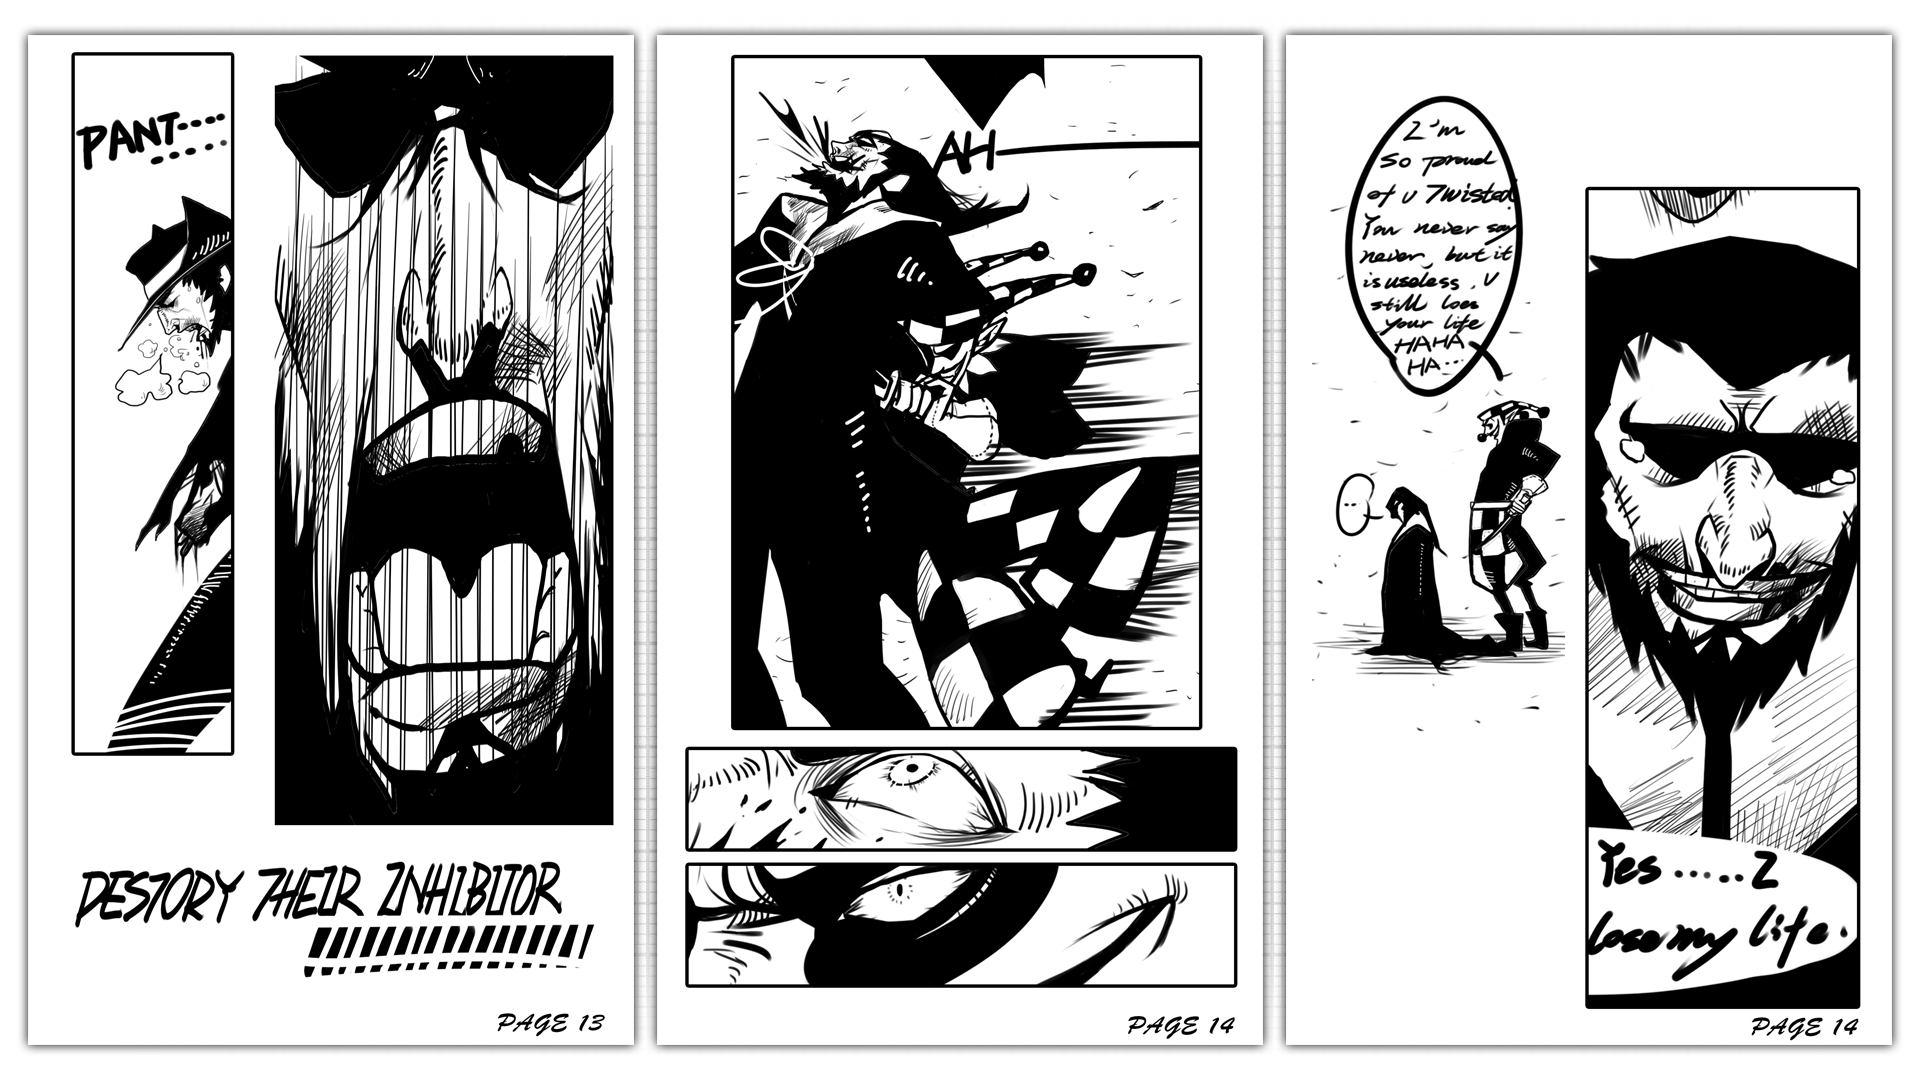 PANT........
DESTORY THEIR INHIBITOR
PAGE 13
AH
PAGE 14
I'm
so proud
of u Twisted
You never say
never, but it
is useless, U
still loes
your life
HAHA
HA...
...
Yes ..... I
lose my life.
PAGE 14